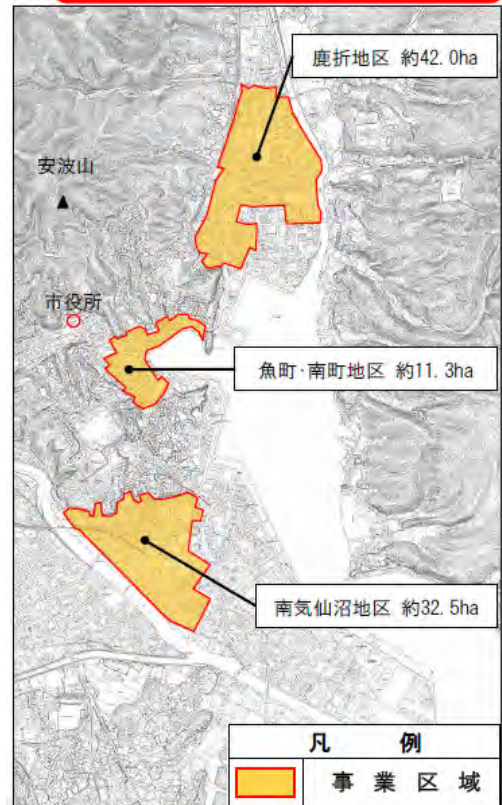 鹿折地区 約42.0ha
安波山
市役所
魚町・南町地区 約11.3ha
南気仙沼地区 約32.5ha
凡 例
事 業 区 域